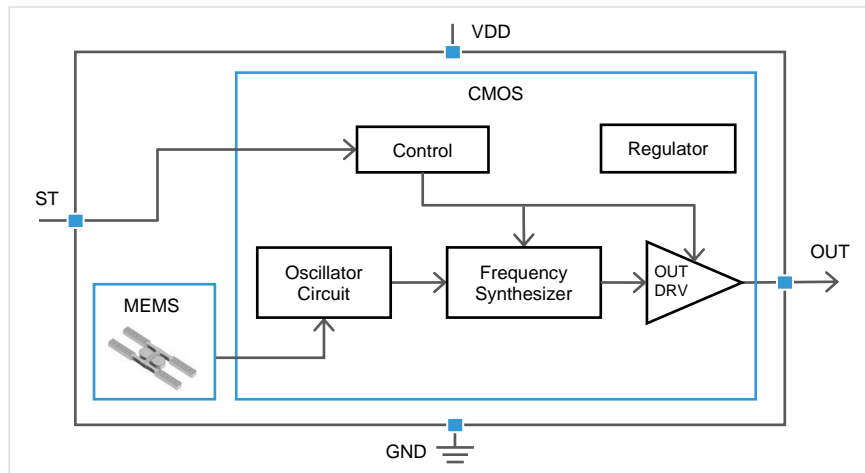 VDD
CMOS
Control
Regulator
ST
Oscillator
Circuit
Frequency
Synthesizer
OUT
DRV
OUT
MEMS
GND